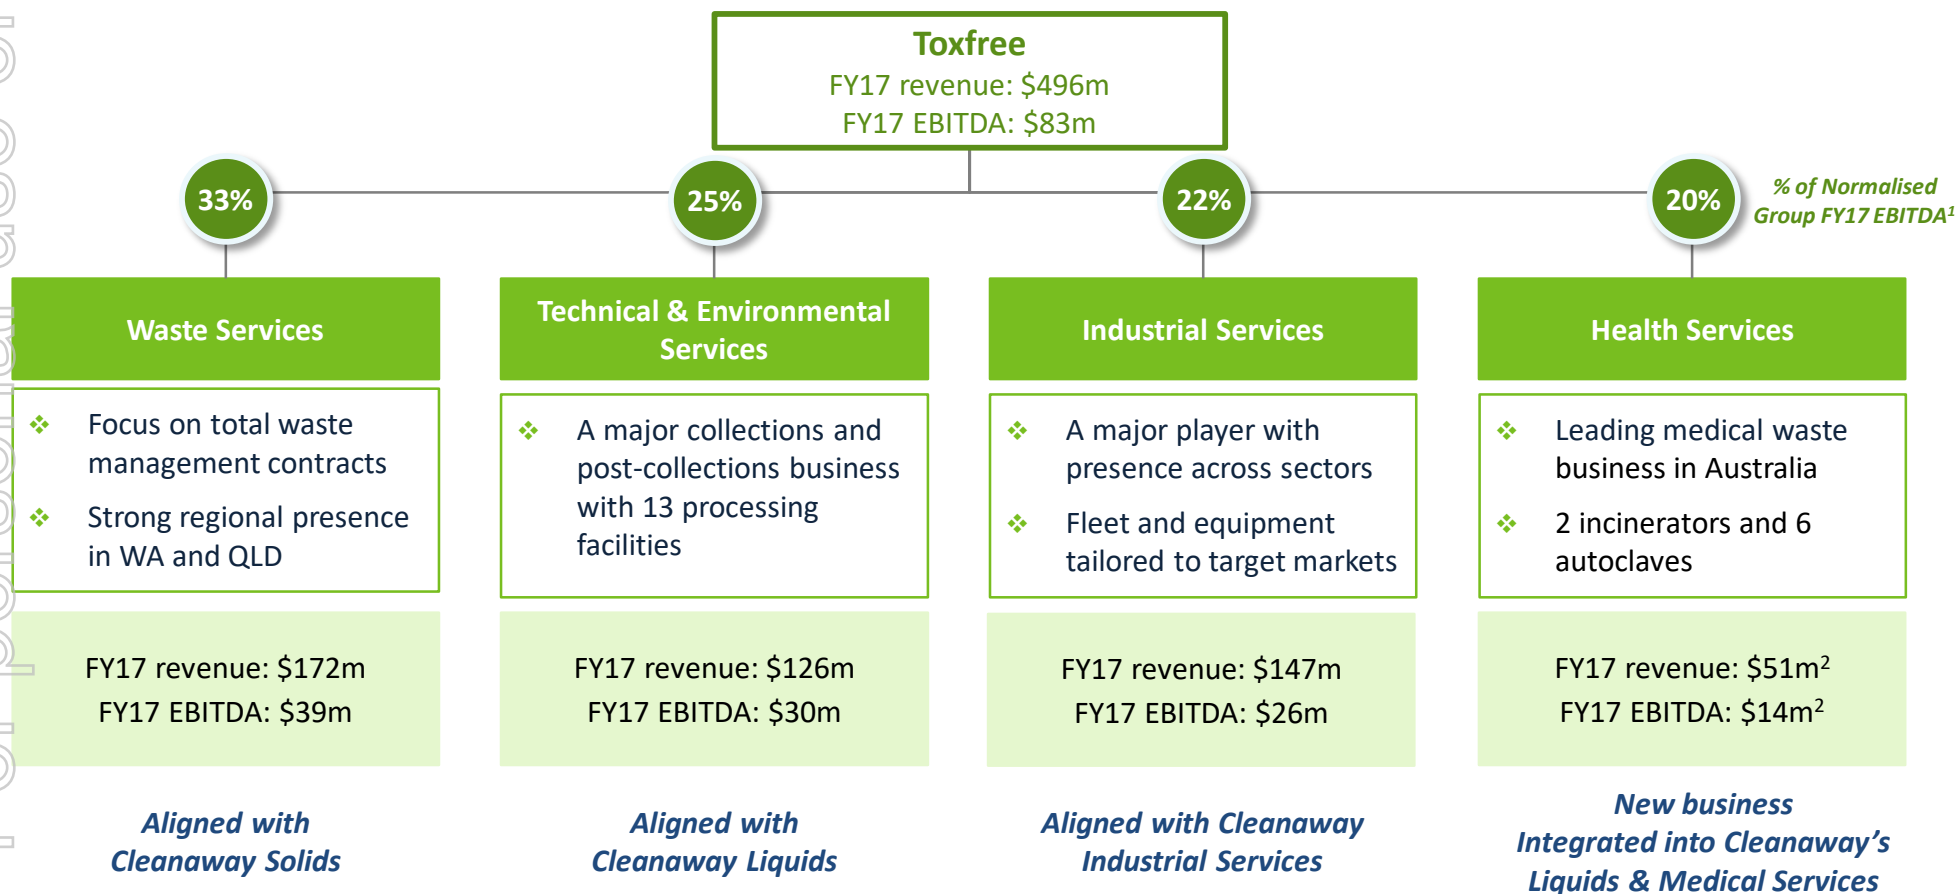 Toxfree
FY17 revenue: $496m
FY17 EBITDA: $83m
33%
25%
22%
20%
% of Normalised
Group FY17 EBITDA¹
Waste Services
Focus on total waste
management contracts
Strong regional presence
in WA and QLD
FY17 revenue: $172m
FY17 EBITDA: $39m
Aligned with
Cleanaway Solids
Technical & Environmental
Services
A major collections and
post-collections business
with 13 processing
facilities
FY17 revenue: $126m
FY17 EBITDA: $30m
Aligned with
Cleanaway Liquids
Industrial Services
A major player with
presence across sectors
Fleet and equipment
tailored to target markets
FY17 revenue: $147m
FY17 EBITDA: $26m
Aligned with Cleanaway
Industrial Services
Health Services
Leading medical waste
business in Australia
2 incinerators and 6
autoclaves
FY17 revenue: $51m²
FY17 EBITDA: $14m²
New business
Integrated into Cleanaway’s
Liquids & Medical Services